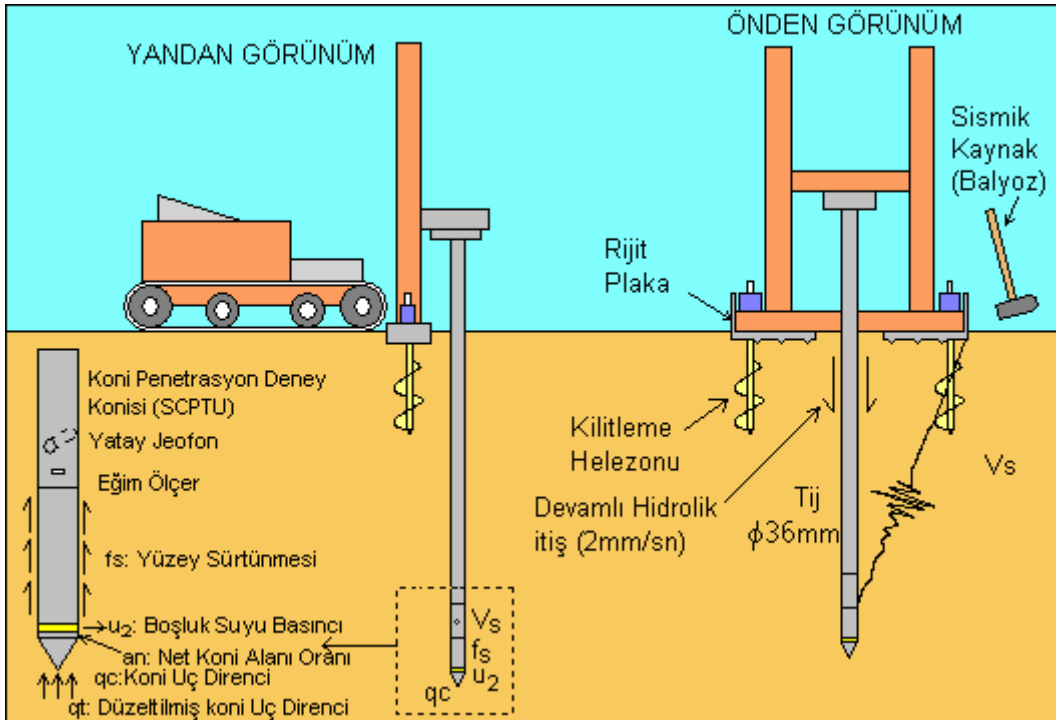 YANDAN GÖRÜNÜM
ÖNDEN GÖRÜNÜM
Sismik
Kaynak
(Balyoz)
Rijit
Plaka
Koni Penetrasyon Deney
Konisi (SCPTU)
Yatay Jeofon
Eğim Ölçer
fs: Yüzey Sürtünmesi
u2: Boşluk Suyu Basıncı
an: Net Koni Alanı Oranı
qc:Koni Uç Direnci
qt: Düzeltilmiş koni Uç Direnci
Vs
fs
u2
qc
Kilitleme
Helezonu
Devamlı Hidrolik
itiş (2mm/sn)
Tij
ϕ36mm
Vs